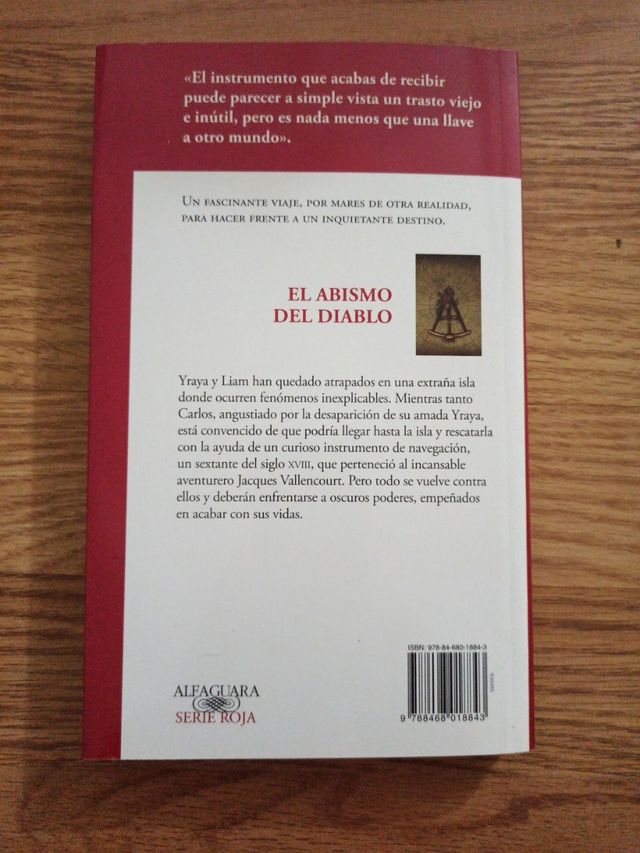 «El instrumento que acabas de recibir
puede parecer a simple vista un trasto viejo
e inútil, pero es nada menos que una llave
a otro mundo».
Un fascinante viaje, por mares de otra realidad,
para hacer frente a un inquietante destino.
EL ABISMO
DEL DIABLO
Yraya y Liam han quedado atrapados en una extraña isla
donde ocurren fenómenos inexplicables. Mientras tanto
Carlos, angustiado por la desaparición de su amada Yraya,
está convencido de que podría llegar hasta la isla y rescatarla
con la ayuda de un curioso instrumento de navegación,
un sextante del siglo XVIII, que perteneció al incansable
aventurero Jacques Vallencourt. Pero todo se vuelve contra
ellos y deberán enfrentarse a oscuros poderes, empeñados
en acabar con sus vidas.
ISBN: 978-84-680-1884-3
9 788468 018843
ALFAGUARA
SERIE ROJA